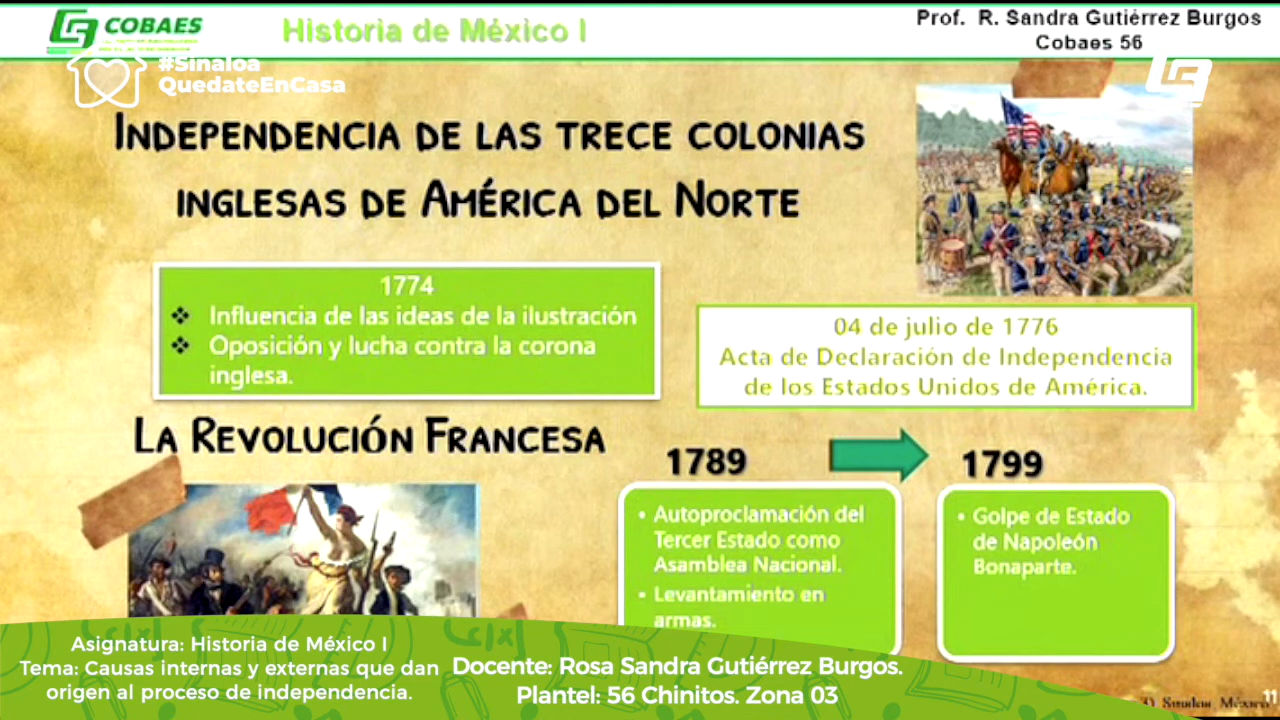 COBAES
Historia de México I
Prof. R. Sandra Gutiérrez Burgos
Cobaes 56
#Sinaloa
QuedateEnCasa
Independencia de las trece colonias
inglesas de América del Norte
1774
Influencia de las ideas de la ilustración
Oposición y lucha contra la corona
inglesa.
04 de julio de 1776
Acta de Declaración de Independencia
de los Estados Unidos de América.
La Revolución Francesa
1789
1799
• Autoproclamación del
Tercer Estado como
Asamblea Nacional.
• Levantamiento en
armas.
• Golpe de Estado
de Napoleón
Bonaparte.
Asignatura: Historia de México I
Tema: Causas internas y externas que dan
origen al proceso de independencia.
Docente: Rosa Sandra Gutiérrez Burgos.
Plantel: 56 Chinitos. Zona 03
Sinaloa, México
11